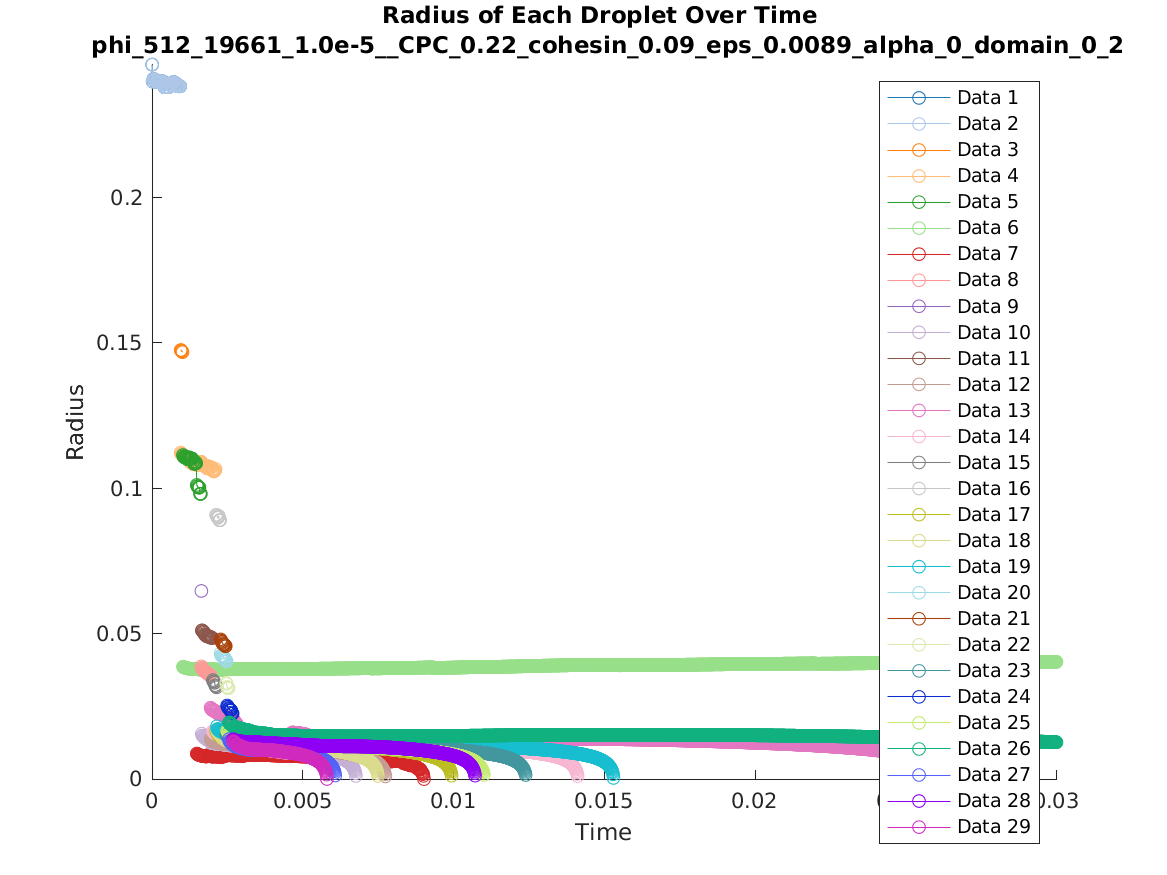 Radius of Each Droplet Over Time
phi_512_19661_1.0e-5__CPC_0.22_cohesin_0.09_eps_0.0089_alpha_0_domain_0_2
Radius
0.2
0.15
0.1
0.05
0
0 0.005 0.01 0.015 0.02 0.03
Time
Data 1
Data 2
Data 3
Data 4
Data 5
Data 6
Data 7
Data 8
Data 9
Data 10
Data 11
Data 12
Data 13
Data 14
Data 15
Data 16
Data 17
Data 18
Data 19
Data 20
Data 21
Data 22
Data 23
Data 24
Data 25
Data 26
Data 27
Data 28
Data 29